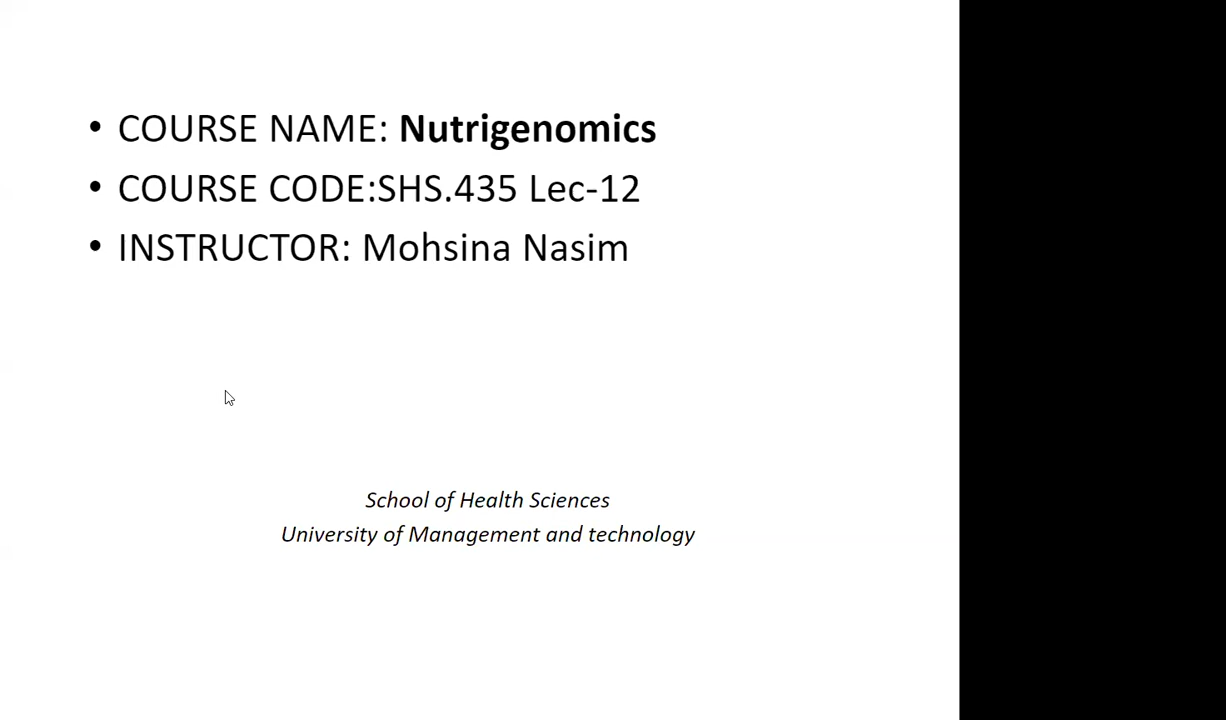 • COURSE NAME: Nutrigenomics
• COURSE CODE:SHS.435 Lec-12
• INSTRUCTOR: Mohsina Nasim
School of Health Sciences
University of Management and technology